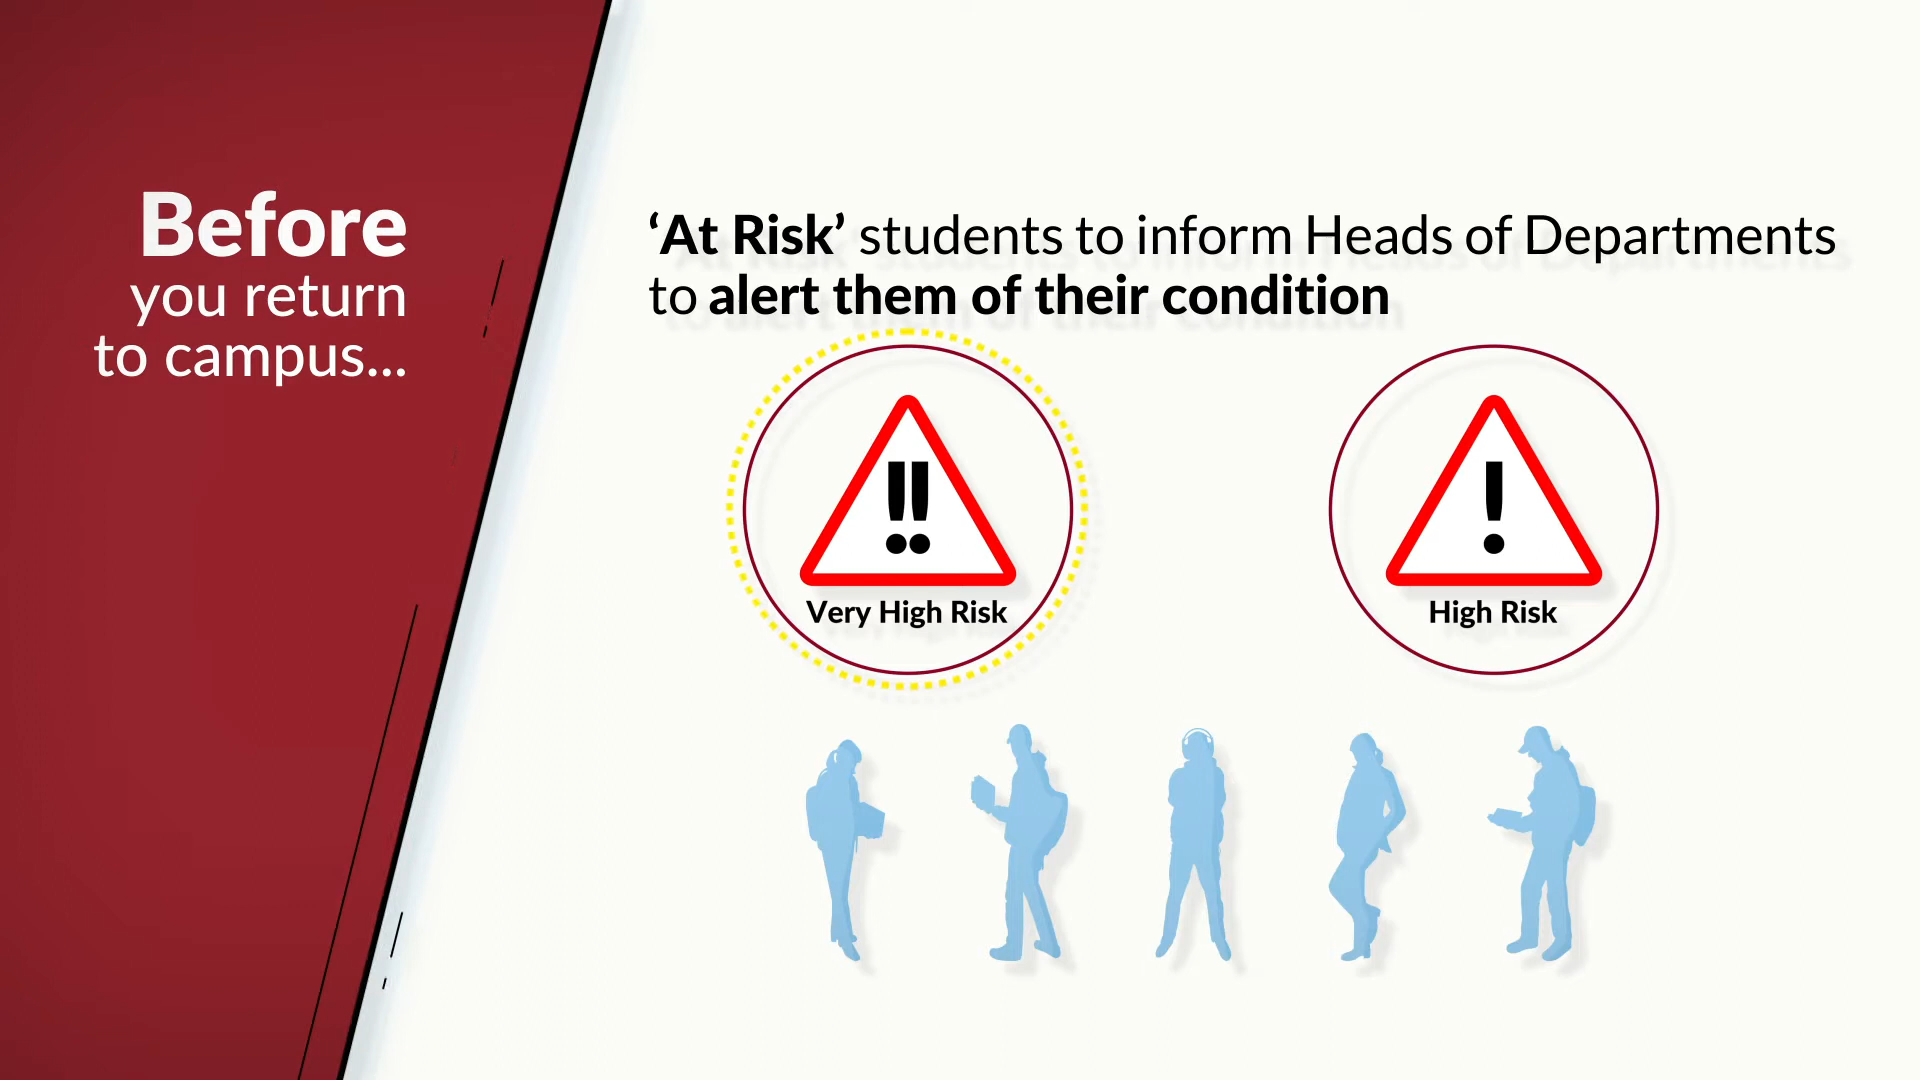 Before
you return
to campus...
‘At Risk’ students to inform Heads of Departments
to alert them of their condition
!!
Very High Risk
!
High Risk